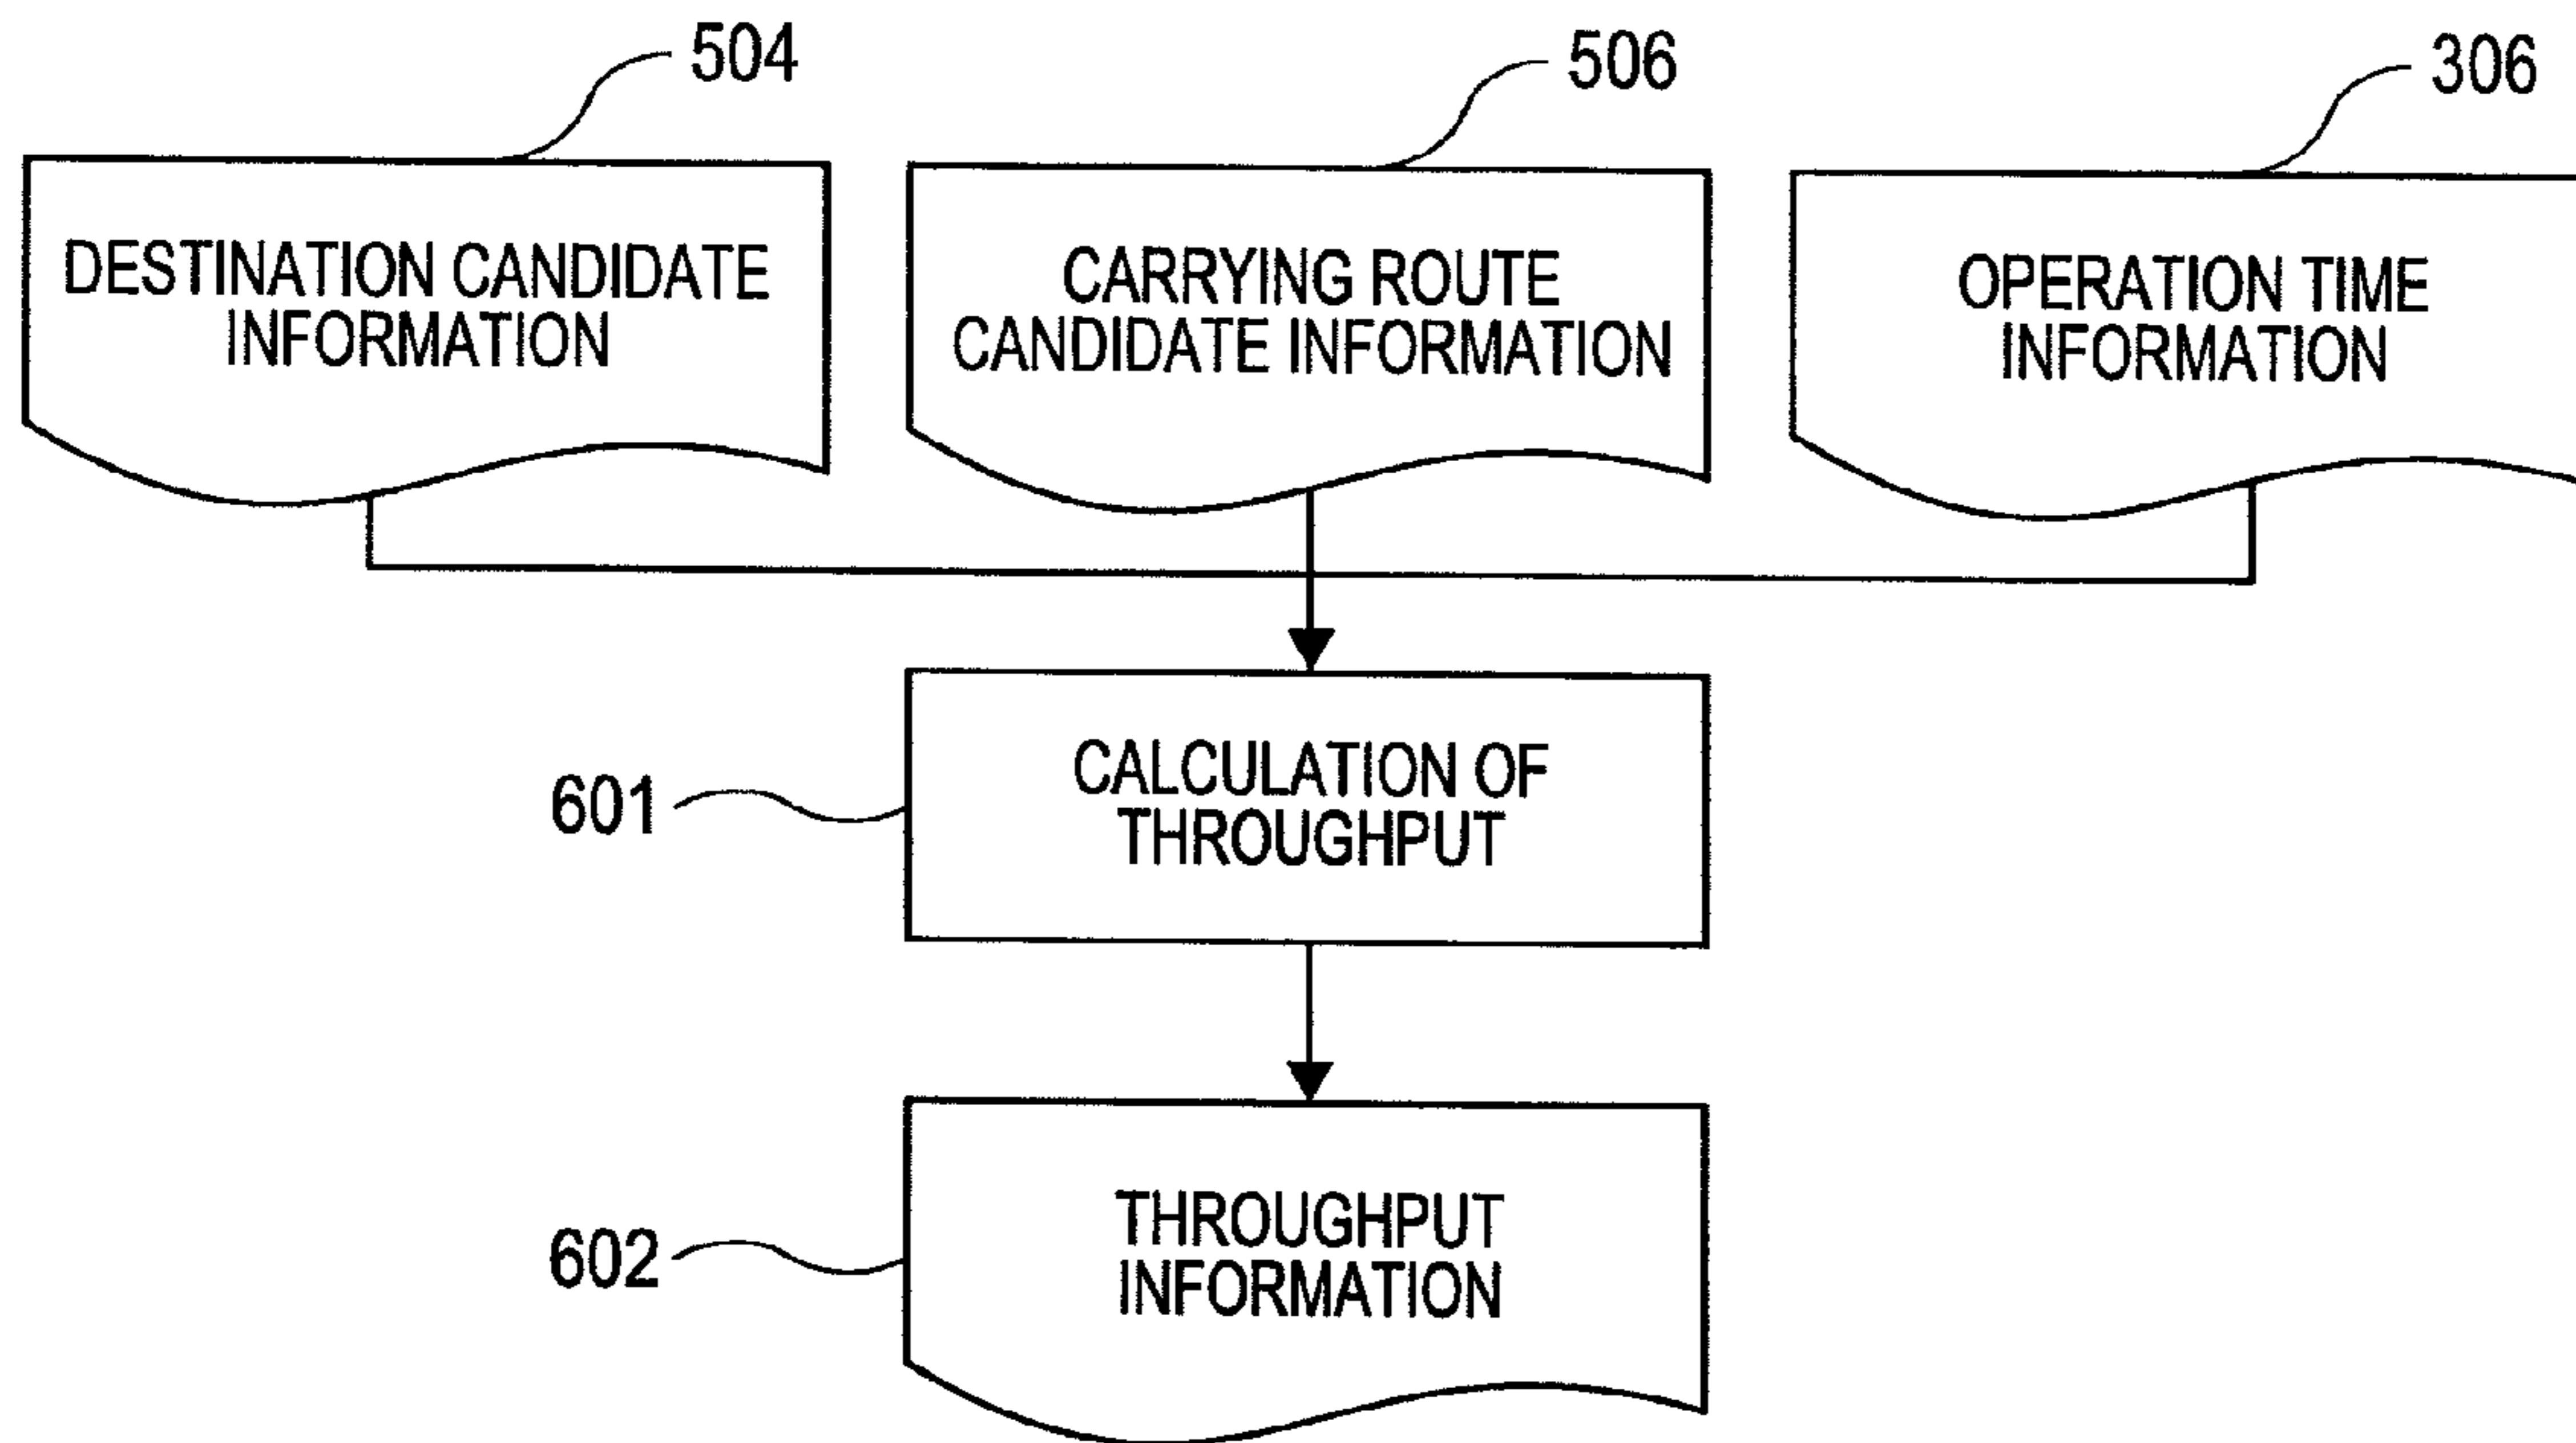 504
506
306
DESTINATION CANDIDATE
INFORMATION
CARRYING ROUTE
CANDIDATE INFORMATION
OPERATION TIME
INFORMATION
601
CALCULATION OF
THROUGHPUT
602
THROUGHPUT
INFORMATION